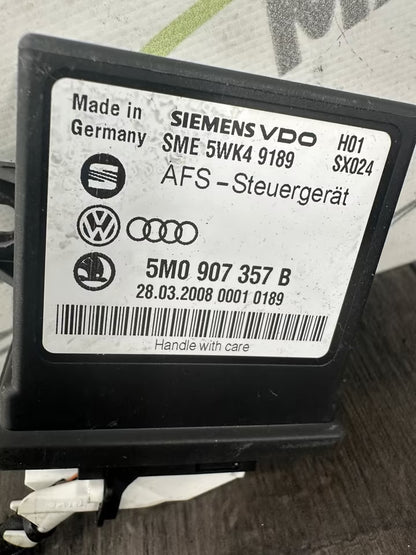 Made in SIEMENS VDO H01
Germany SME 5WK4 9189 SX024
AFS-Steuergerät
5M0 907 357 B
28.03.2008 0001 0189
Handle with care